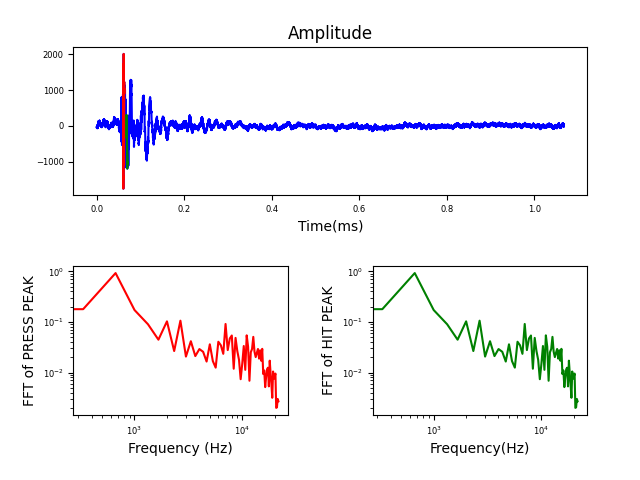 Amplitude
2000
1000
0
−1000
0.0 0.2 0.4 0.6 0.8 1.0
Time(ms)
FFT of PRESS PEAK
10⁰
10⁻¹
10⁻²
10³ 10⁴
Frequency (Hz)
FFT of HIT PEAK
10⁰
10⁻¹
10⁻²
10³ 10⁴
Frequency(Hz)